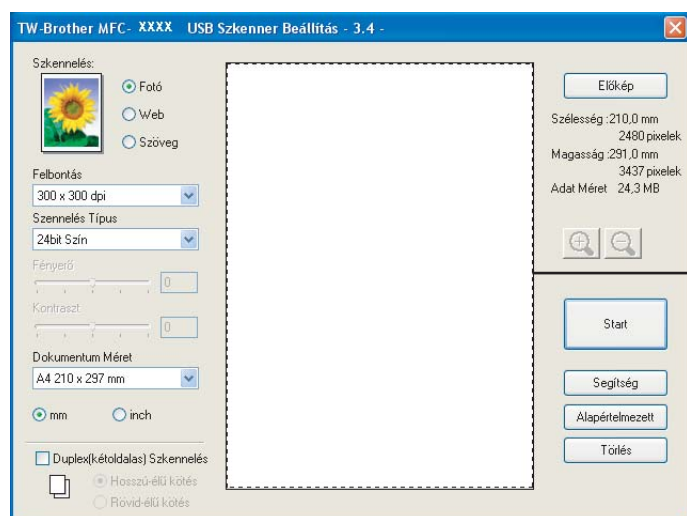 TW-Brother MFC- XXXX USB Szkenner Beállítás - 3.4 -
Szkennelés:
Fotó
Web
Szöveg
Felbontás
300 x 300 dpi
Szennelés Típus
24bit Szín
Fényerő
0
Kontraszt
0
Dokumentum Méret
A4 210 x 297 mm
mm
inch
Duplex(kétoldalas) Szkennelés
Hosszú-élű kötés
Rövid-élű kötés
Előkép
Szélesség :210,0 mm
2480 pixelek
Magasság :291,0 mm
3437 pixelek
Adat Méret 24,3 MB
Start
Segítség
Alapértelmezett
Törlés